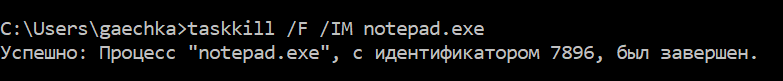 C:\Users\gaechka>taskkill /F /IM notepad.exe
Успешно: Процесс "notepad.exe", с идентификатором 7896, был завершен.